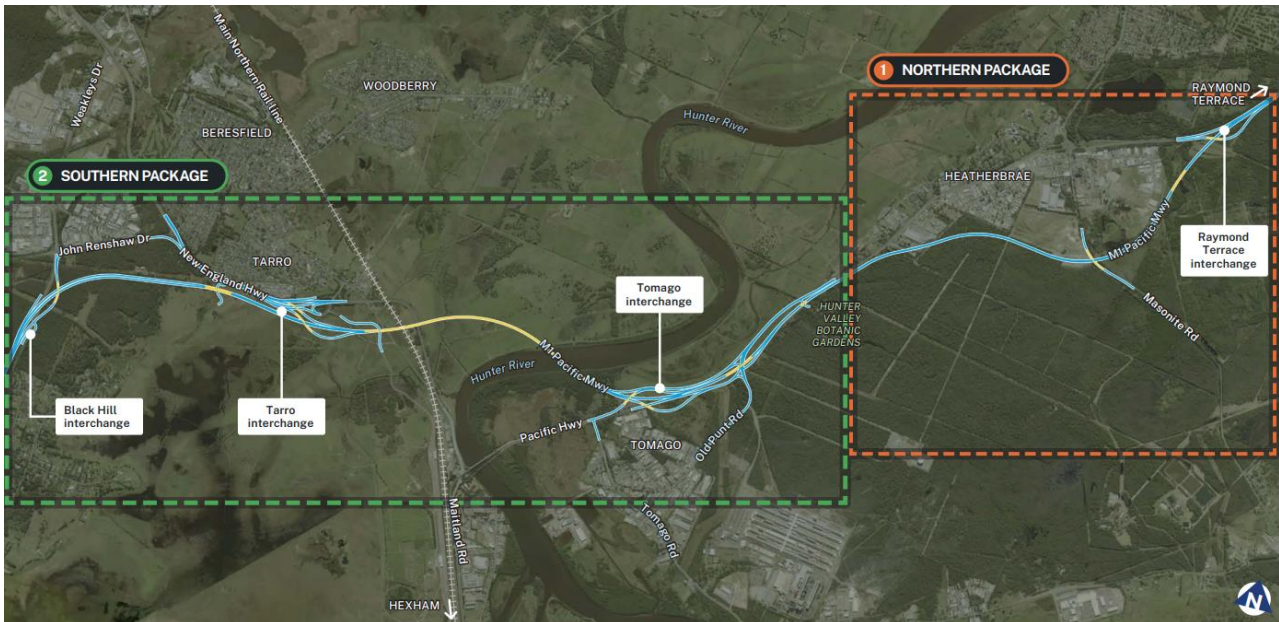 1 NORTHERN PACKAGE
RAYMOND
TERRACE
Main Northern Rail line
Weakleys Dr
WOODBERRY
BERESFIELD
Hunter River
2 SOUTHERN PACKAGE
HEATHERBRAE
M1 Pacific Mwy
Raymond
Terrace
interchange
John Renshaw Dr
New England Hwy
TARRO
Tomago
interchange
HUNTER
VALLEY
BOTANIC
GARDENS
Masonite Rd
M1 Pacific Mwy
Hunter River
Black Hill
interchange
Tarro
interchange
Pacific Hwy
TOMAGO
Old Punt Rd
Maitland Rd
Tomago Rd
HEXHAM
N